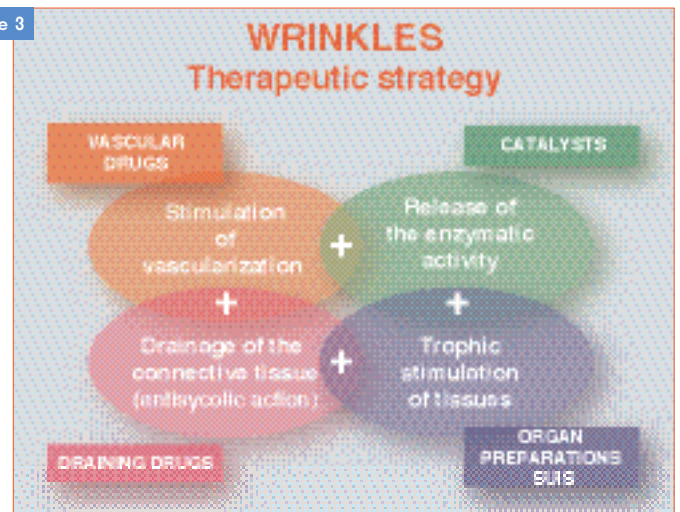 e 3
WRINKLES
Therapeutic strategy
VASCULAR
DRUGS
CATALYSTS
Stimulation
of
vascularization
+
Release of
the enzymatic
activity
+
+
Drainage of the
connective tissue
(antisycotic action)
+
Trophic
stimulation
of tissues
DRAINING DRUGS
ORGAN
PREPARATIONS
SUIS